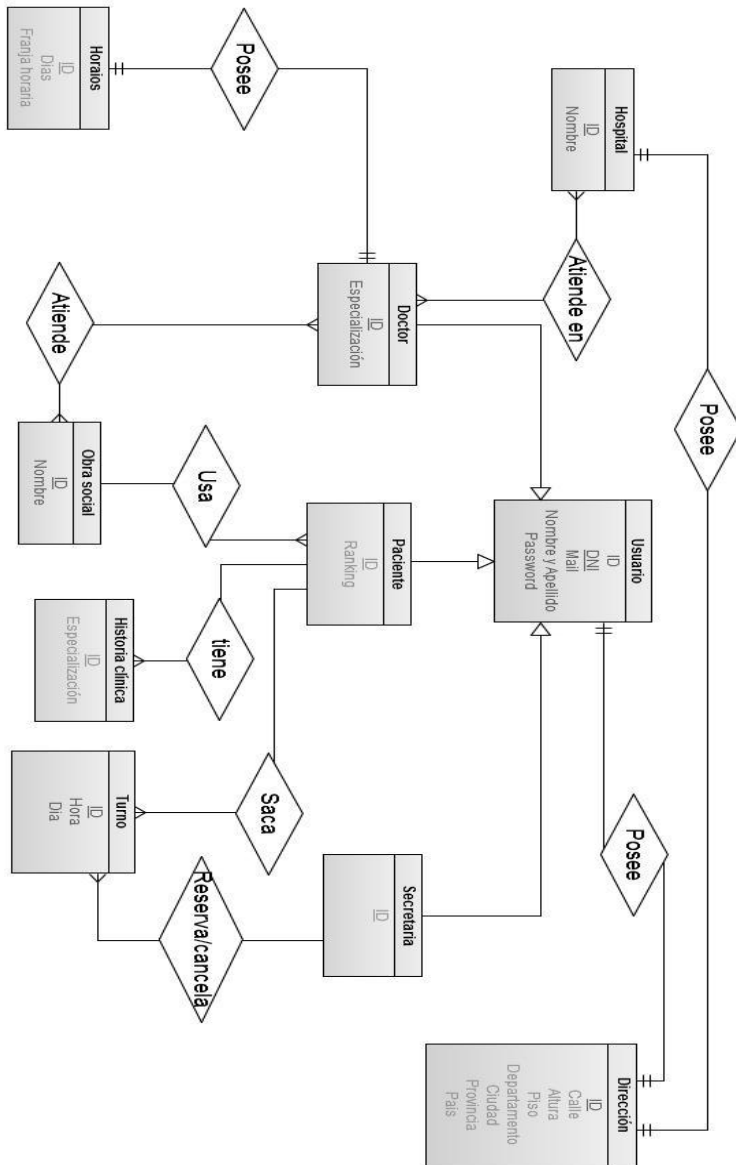 Hospital
ID
Nombre
Posee
Dirección
ID
Calle
Altura
Piso
Departamento
Ciudad
Provincia
Pais
Atiende en
Usuario
ID
DNI
Mail
Nombre y Apellido
Password
Posee
Horaios
ID
Dias
Franja horaria
Posee
Doctor
ID
Especialización
Paciente
ID
Ranking
Secretaria
ID
Atiende
Usa
tiene
Saca
Reserva/cancela
Obra social
ID
Nombre
Historia clínica
ID
Especialización
Turno
ID
Hora
Dia